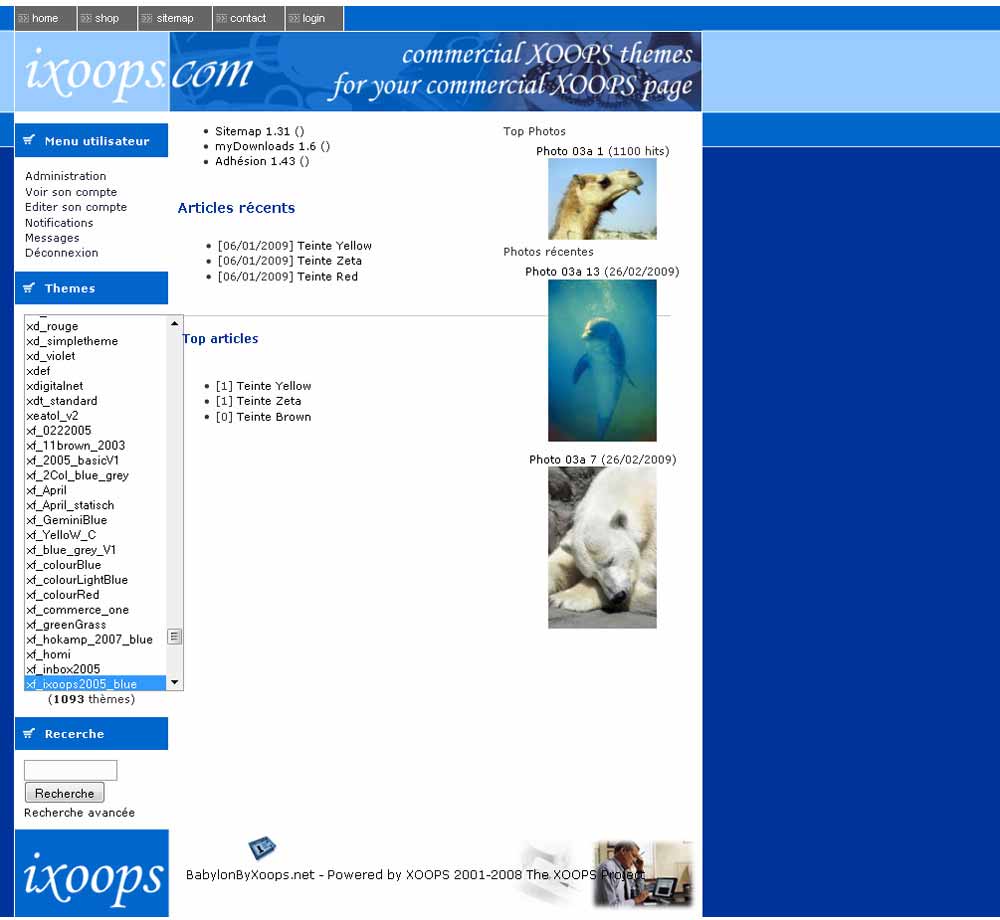 home shop sitemap contact login
ixoops.com
commercial XOOPS themes
for your commercial XOOPS page
Menu utilisateur
Administration
Voir son compte
Editer son compte
Notifications
Messages
Déconnexion
Themes
xd_rouge
xd_simpletheme
xd_violet
xdef
xdigitalnet
xdt_standard
xeatol_v2
xf_0222005
xf_11brown_2003
xf_2005_basicV1
xf_2Col_blue_grey
xf_April
xf_April_statisch
xf_GeminiBlue
xf_YelloW_C
xf_blue_grey_V1
xf_colourBlue
xf_colourLightBlue
xf_colourRed
xf_commerce_one
xf_greenGrass
xf_hokamp_2007_blue
xf_homi
xf_inbox2005
xf_ixoops2005_blue
(1093 thèmes)
Recerche
Recherche
Recherche avancée
ixoops
Sitemap 1.31 ()
myDownloads 1.6 ()
Adhésion 1.43 ()
Articles récents
[06/01/2009] Teinte Yellow
[06/01/2009] Teinte Zeta
[06/01/2009] Teinte Red
Top articles
[1] Teinte Yellow
[1] Teinte Zeta
[0] Teinte Brown
Top Photos
Photo 03a 1 (1100 hits)
Photos récentes
Photo 03a 13 (26/02/2009)
Photo 03a 7 (26/02/2009)
BabylonByXoops.net - Powered by XOOPS 2001-2008 The XOOPS Project